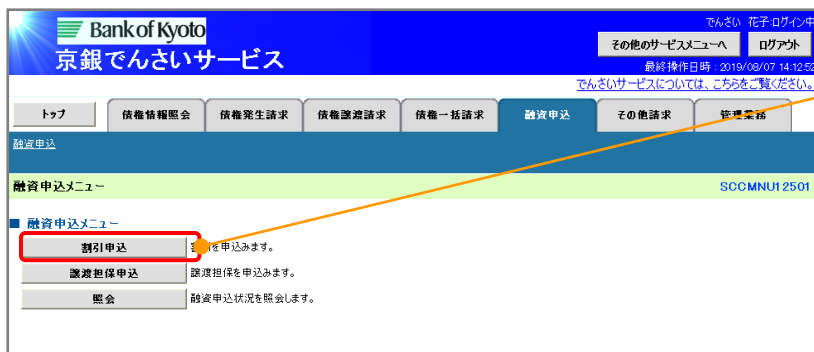 Bank of Kyoto
京銀でんさいサービス
でんさい 花子:ログイン中
その他のサービスメニューへ ログアウト
最終操作日時:2019/08/07 14:12:52
でんさいサービスについては、こちらをご覧ください。
トップ 債権情報照会 債権発生請求 債権譲渡請求 債権一括請求 融資申込 その他請求 管理業務
融資申込
融資申込メニュー SCCMNU12501
■ 融資申込メニュー
割引申込 割引を申込みます。
譲渡担保申込 譲渡担保を申込みます。
照会 融資申込状況を照会します。